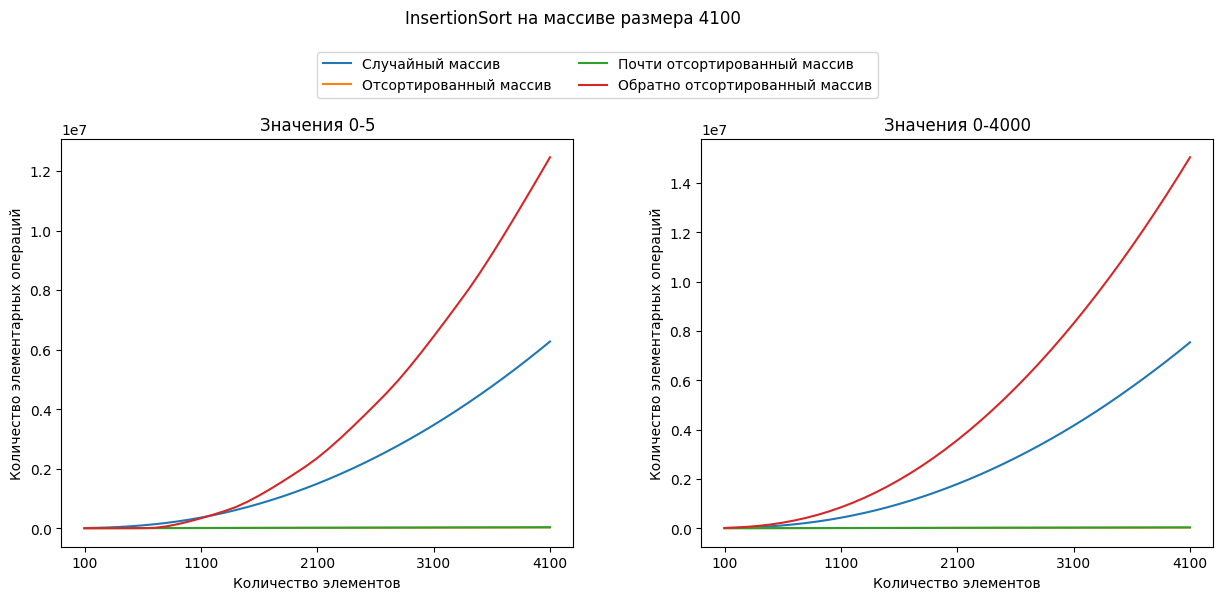 InsertionSort на массиве размера 4100
Случайный массив
Отсортированный массив
Почти отсортированный массив
Обратно отсортированный массив
Значения 0-5
1e7
1.2
1.0
0.8
0.6
0.4
0.2
0.0
Количество элементарных операций
100 1100 2100 3100 4100
Количество элементов
Значения 0-4000
1e7
1.4
1.2
1.0
0.8
0.6
0.4
0.2
0.0
Количество элементарных операций
100 1100 2100 3100 4100
Количество элементов